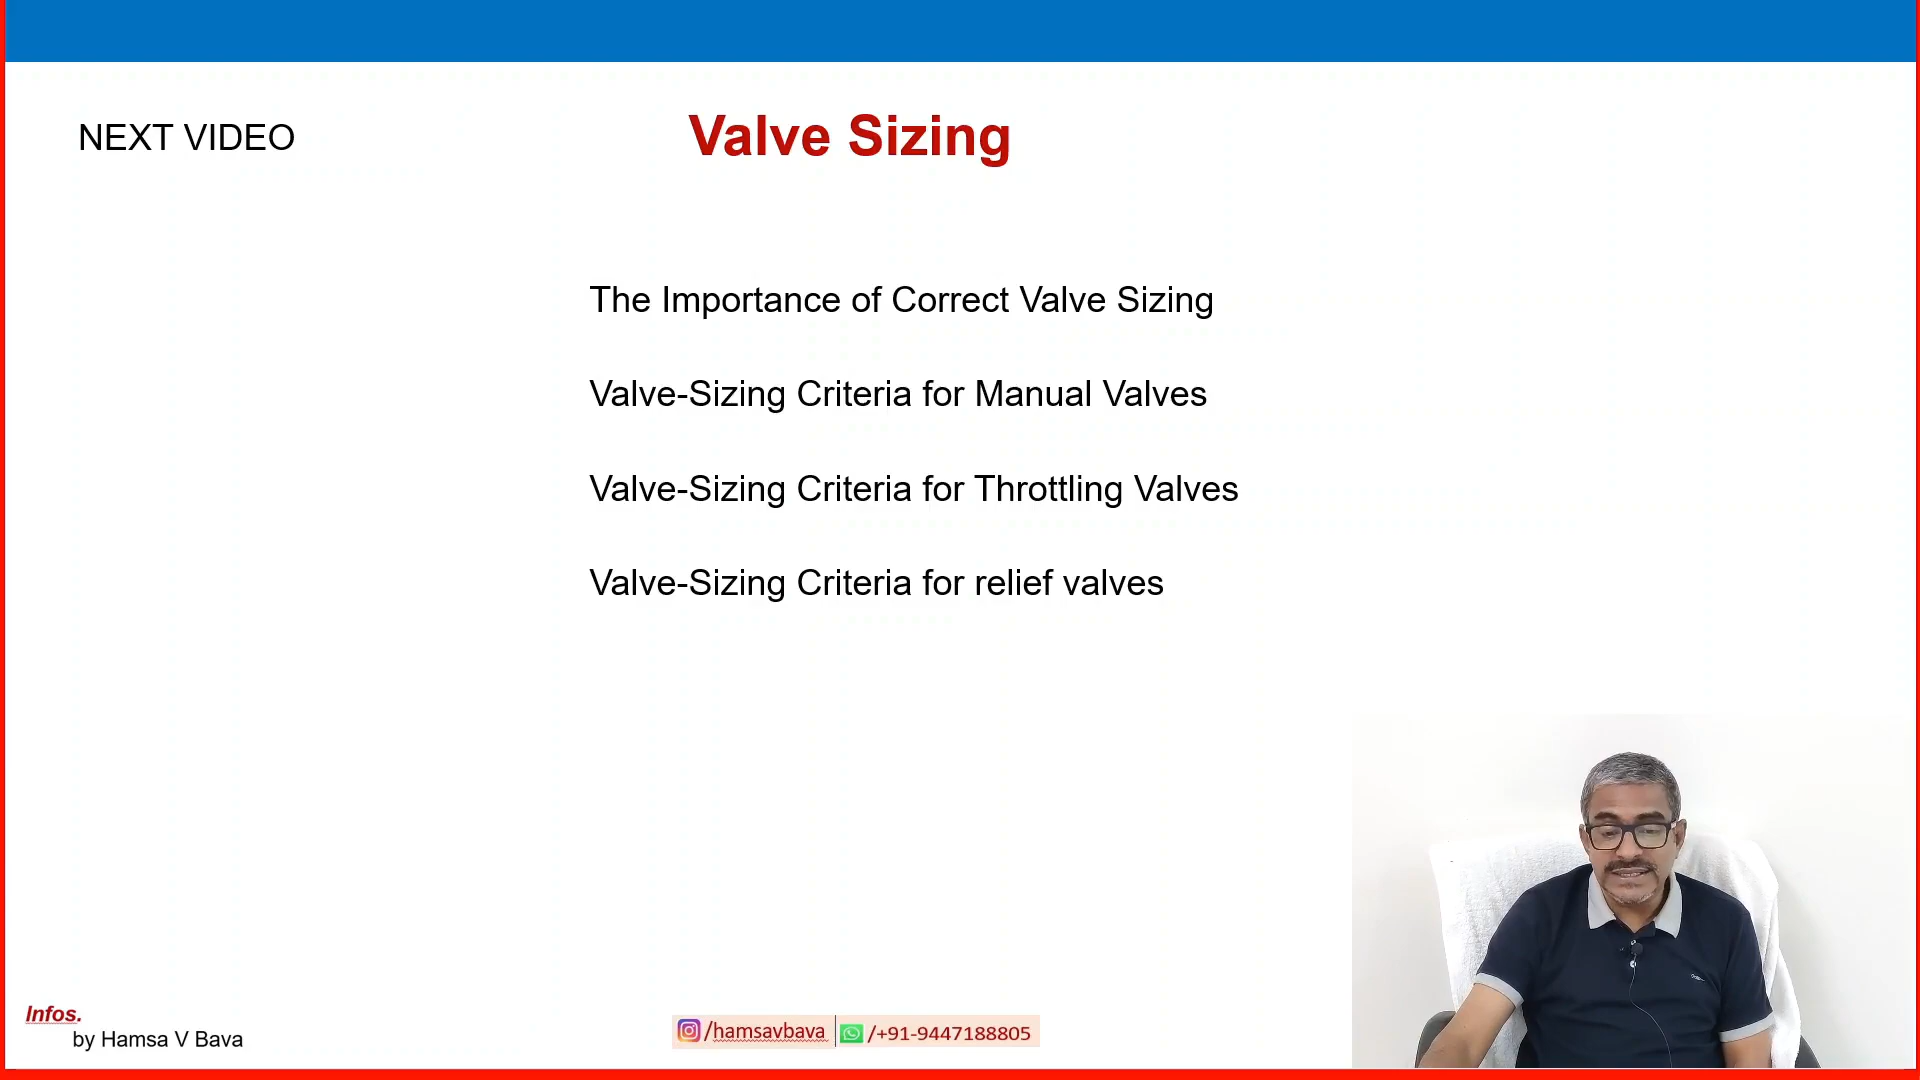 NEXT VIDEO
Valve Sizing
The Importance of Correct Valve Sizing
Valve-Sizing Criteria for Manual Valves
Valve-Sizing Criteria for Throttling Valves
Valve-Sizing Criteria for relief valves
Infos.
by Hamsa V Bava
/hamsavbava /+91-9447188805